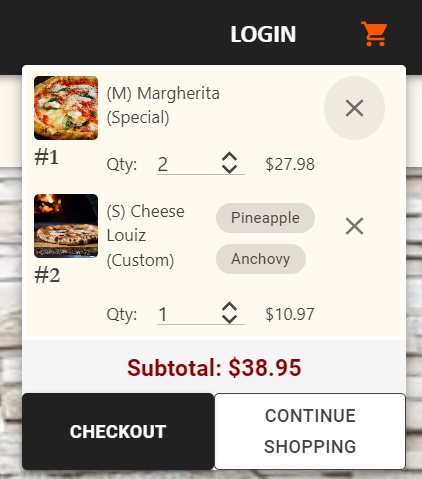 LOGIN
(M) Margherita
(Special)
#1
Qty: 2 $27.98
(S) Cheese
Louiz
(Custom)
Pineapple
Anchovy
#2
Qty: 1 $10.97
Subtotal: $38.95
CHECKOUT
CONTINUE
SHOPPING